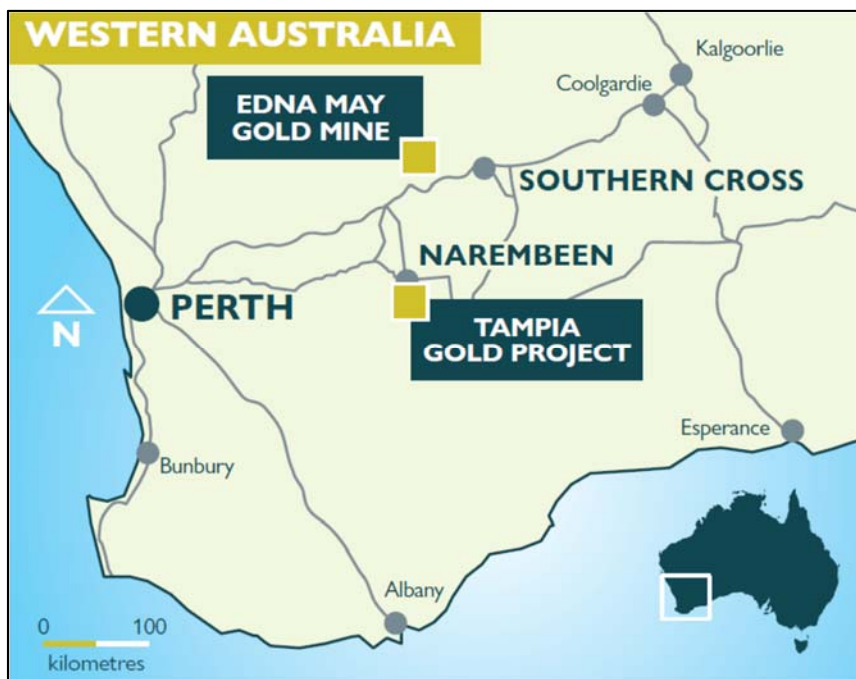 WESTERN AUSTRALIA
Kalgoorlie
Coolgardie
EDNA MAY
GOLD MINE
SOUTHERN CROSS
NAREMBEEN
PERTH
N
TAMPIA
GOLD PROJECT
Esperance
Bunbury
Albany
0 100
kilometres